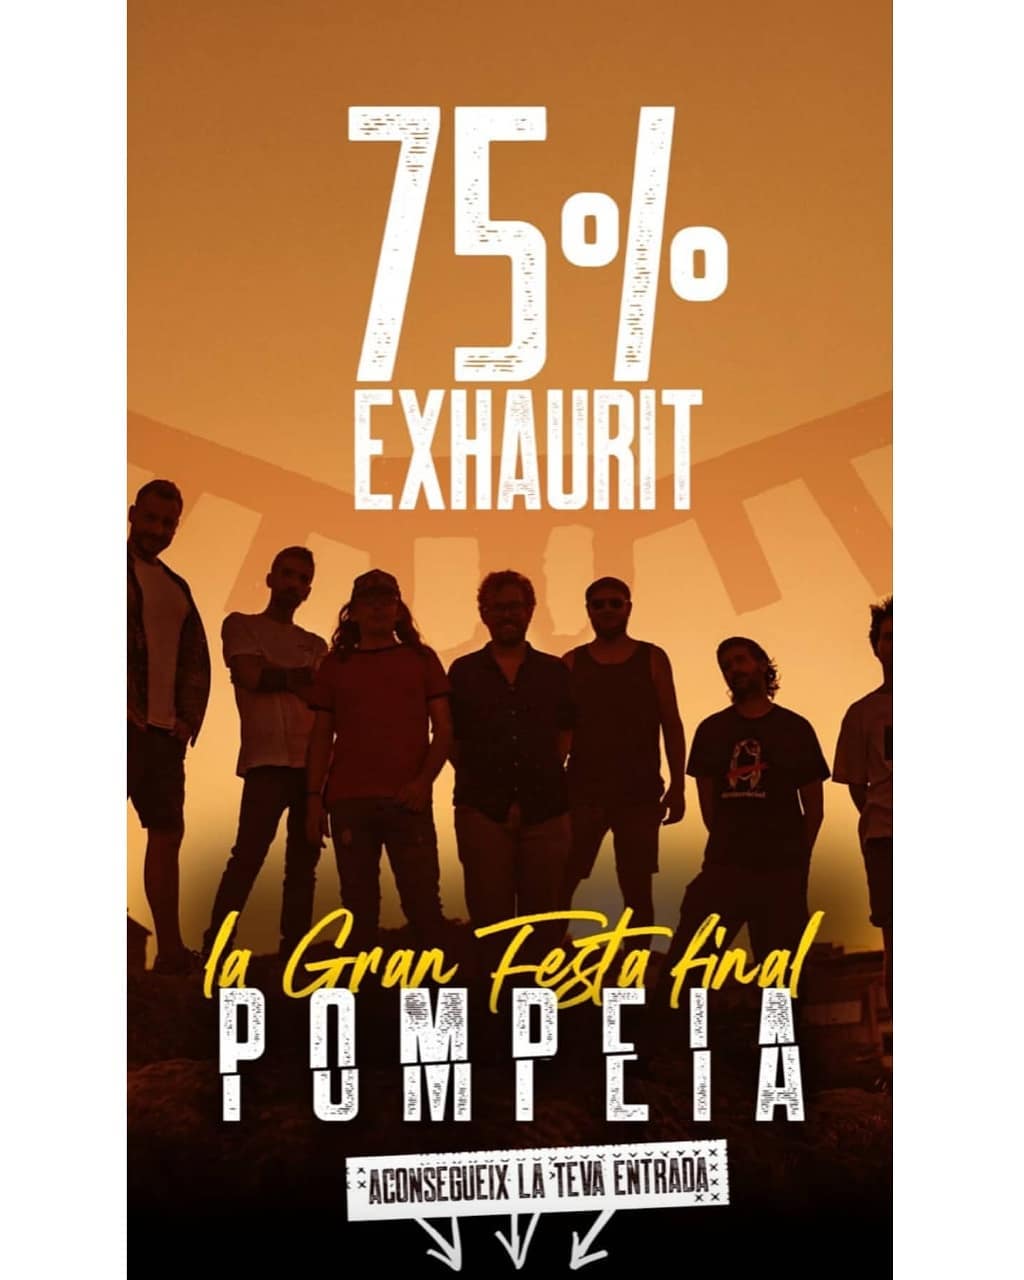 75%
EXHAURIT
la Gran Festa final
POMPEIA
ACONSEGUEIX LA TEVA ENTRADA